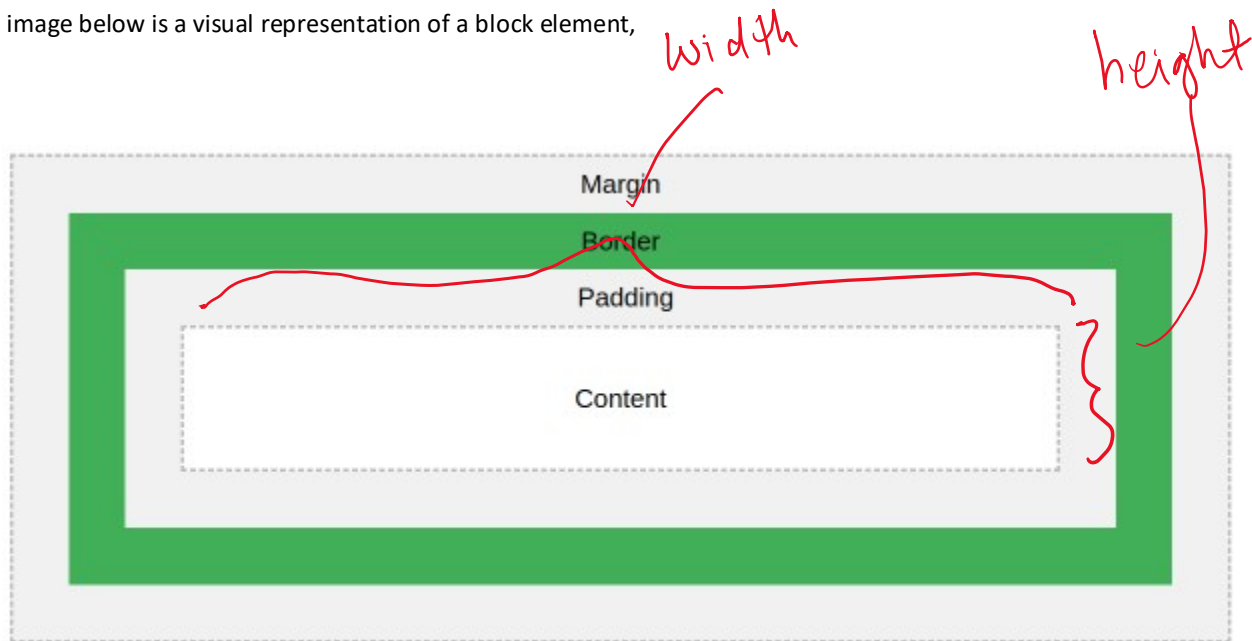 image below is a visual representation of a block element,
width
height
Margin
Border
Padding
Content